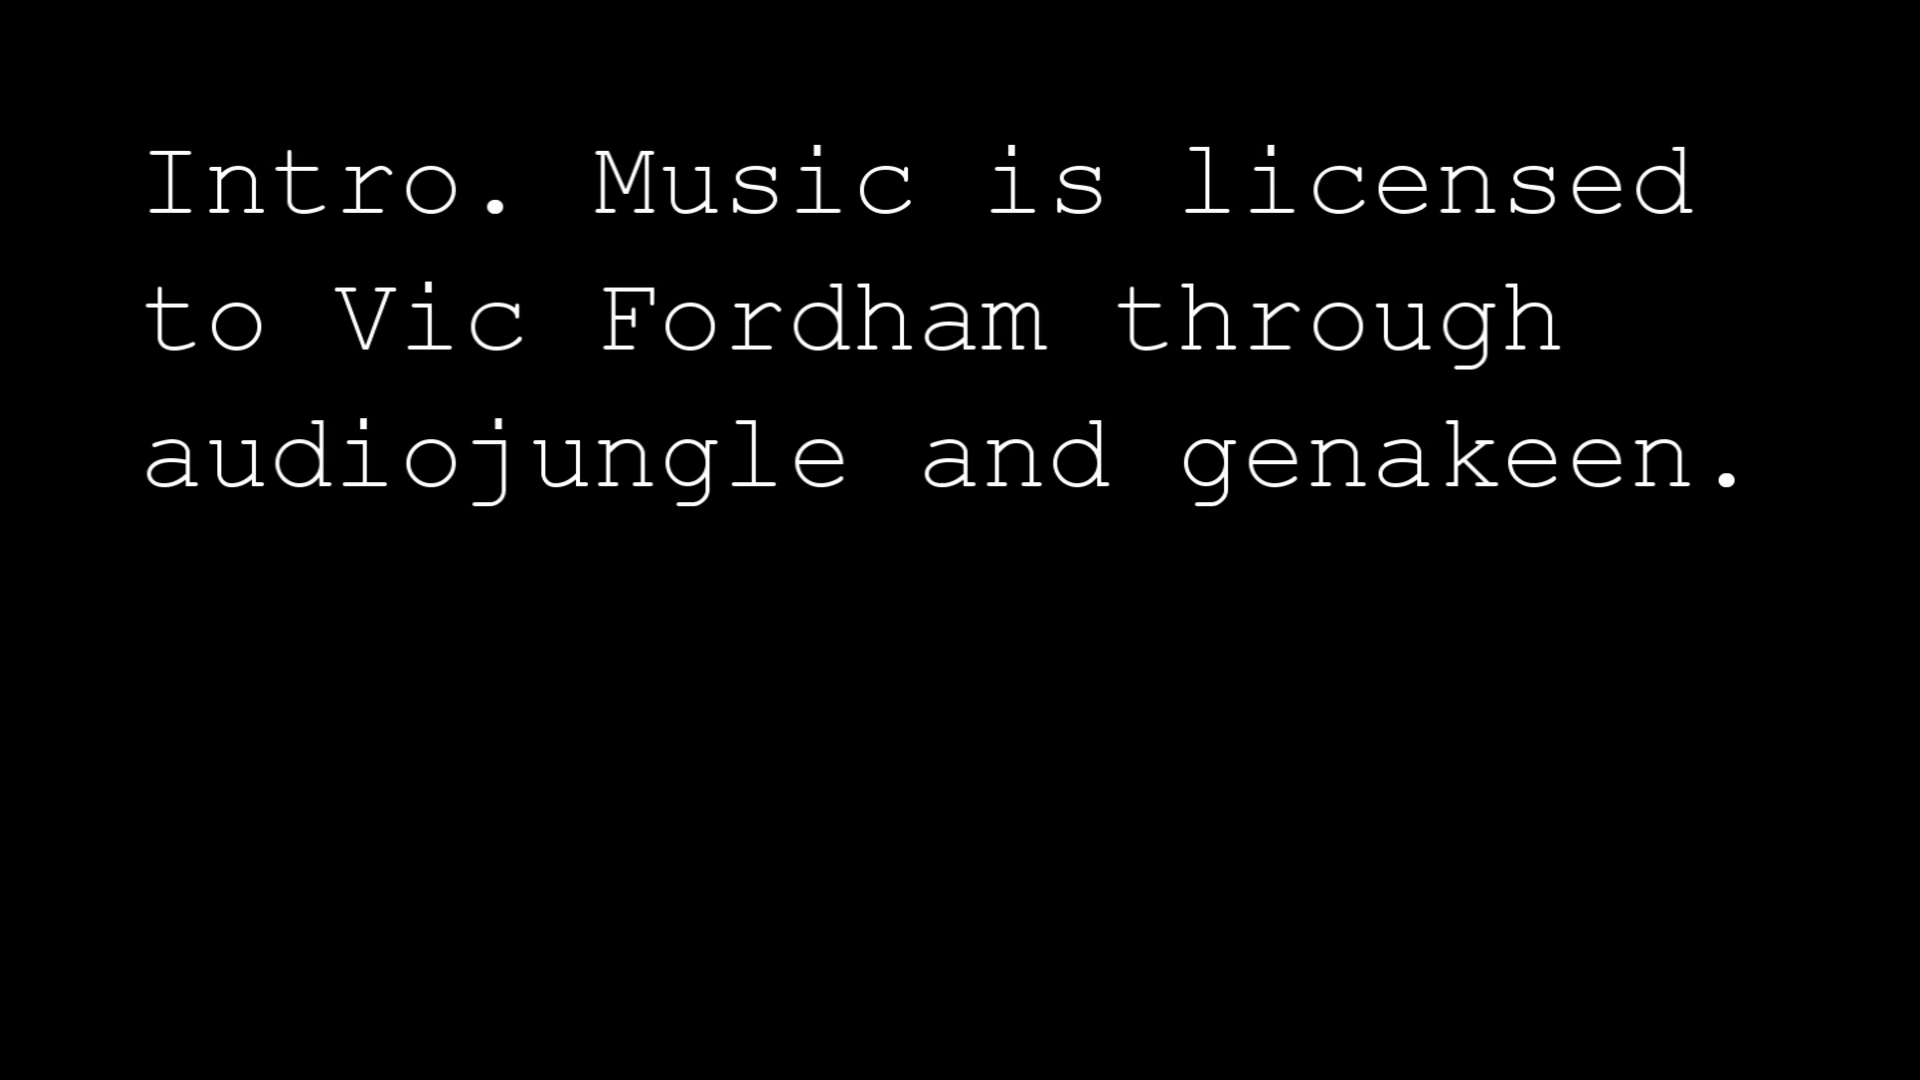 Intro. Music is licensed
to Vic Fordham through
audiojungle and genakeen.